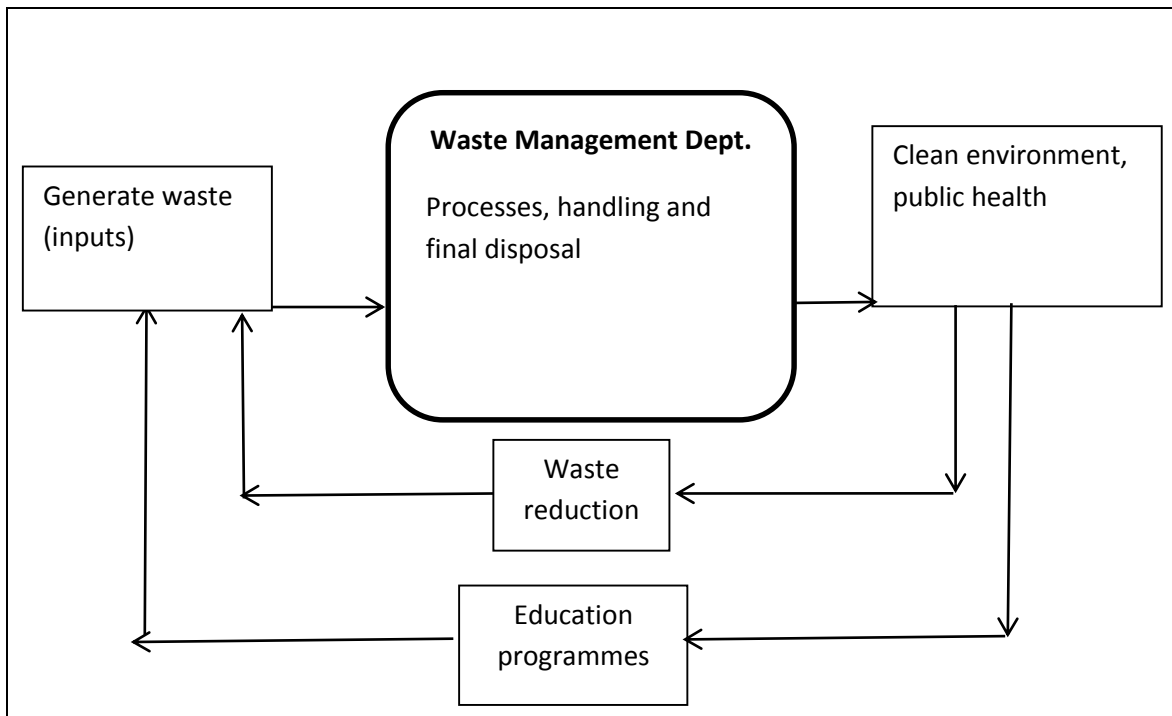 Generate waste
(inputs)
Waste Management Dept.
Processes, handling and
final disposal
Clean environment,
public health
Waste
reduction
Education
programmes